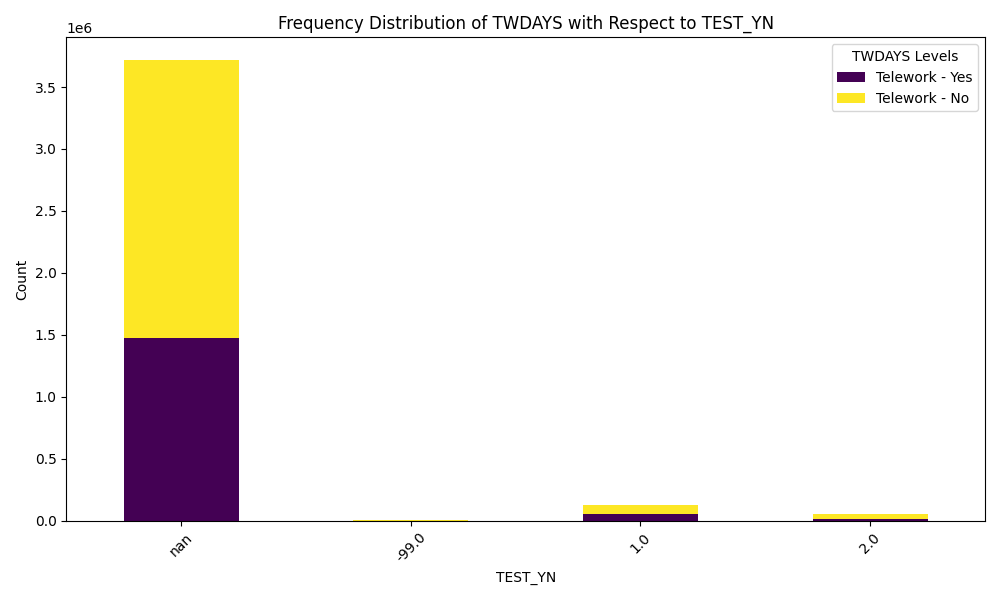 Frequency Distribution of TWDAYS with Respect to TEST_YN
1e6
TWDAYS Levels
Telework - Yes
Telework - No
3.5
3.0
2.5
2.0
1.5
1.0
0.5
0.0
Count
nan
-99.0
1.0
2.0
TEST_YN